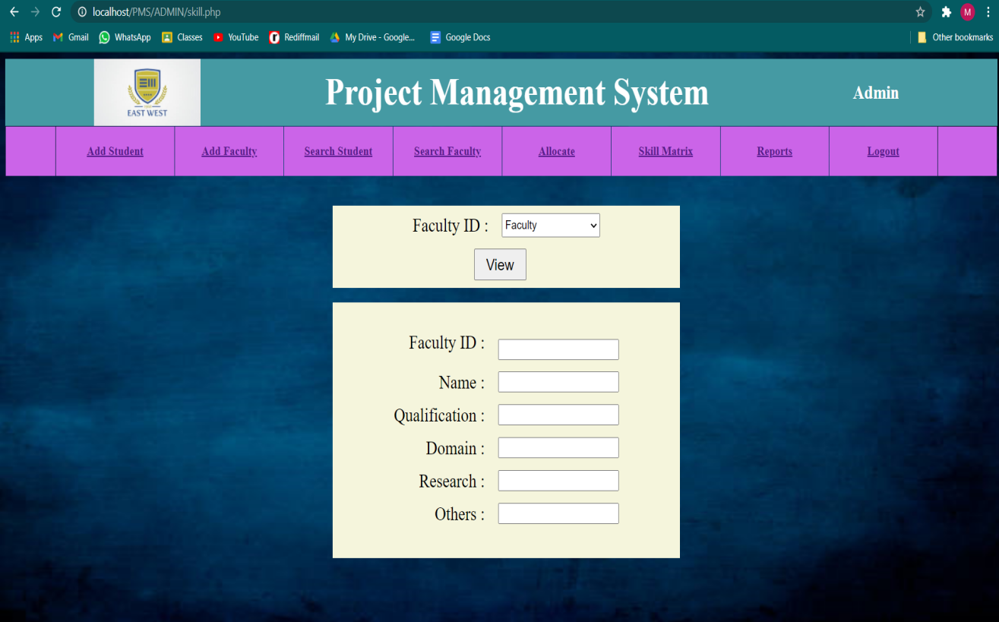 localhost/PMS/ADMIN/skill.php
M
Apps Gmail WhatsApp Classes YouTube Rediffmail My Drive - Google... Google Docs Other bookmarks
EAST WEST
Project Management System
Admin
Add Student Add Faculty Search Student Search Faculty Allocate Skill Matrix Reports Logout
Faculty ID : Faculty
View
Faculty ID :
Name :
Qualification :
Domain :
Research :
Others :